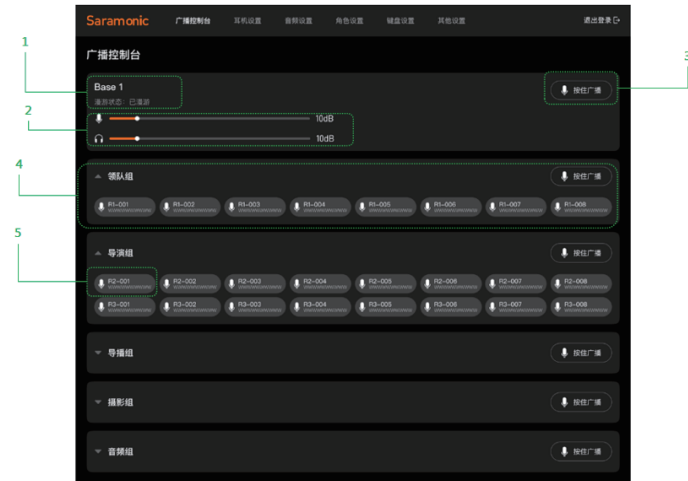 Saramonic 广播控制台 耳机设置 音频设置 角色设置 键盘设置 其他设置 退出登录
广播控制台
1
Base 1
漫游状态: 已漫游
按住广播
3
2
10dB
10dB
4
领队组
按住广播
R1-001 R1-002 R1-003 R1-004 R1-005 R1-006 R1-007 R1-008
5
导演组
按住广播
R2-001 R2-002 R2-003 R2-004 R2-005 R2-006 R2-007 R2-008
R3-001 R3-002 R3-003 R3-004 R3-005 R3-006 R3-007 R3-008
导播组
按住广播
摄影组
按住广播
音频组
按住广播